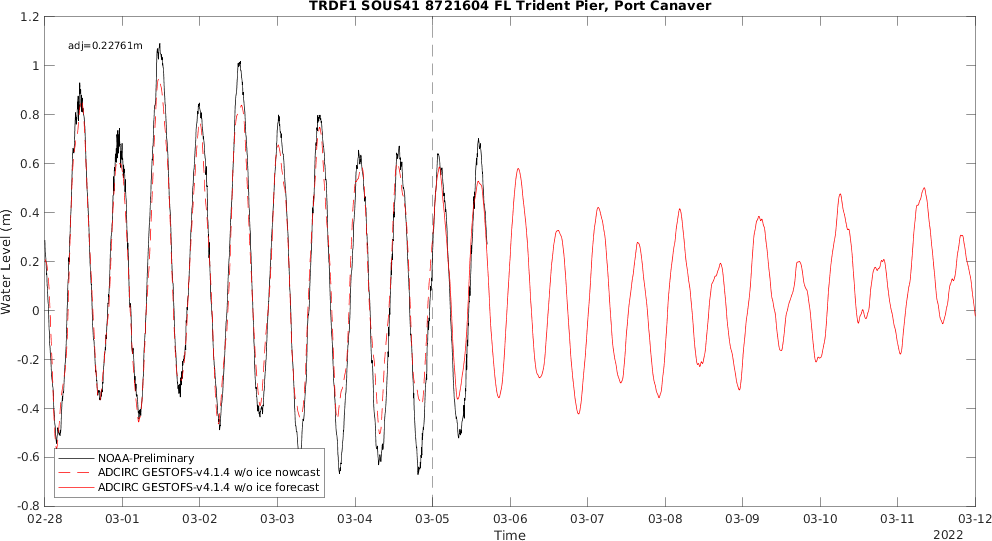 TRDF1 SOUS41 8721604 FL Trident Pier, Port Canaver
adj=0.22761m
1.2
1
0.8
0.6
0.4
0.2
0
-0.2
-0.4
-0.6
-0.8
Water Level (m)
NOAA-Preliminary
ADCIRC GESTOFS-v4.1.4 w/o ice nowcast
ADCIRC GESTOFS-v4.1.4 w/o ice forecast
02-28 03-01 03-02 03-03 03-04 03-05 03-06 03-07 03-08 03-09 03-10 03-11 03-12
Time
2022